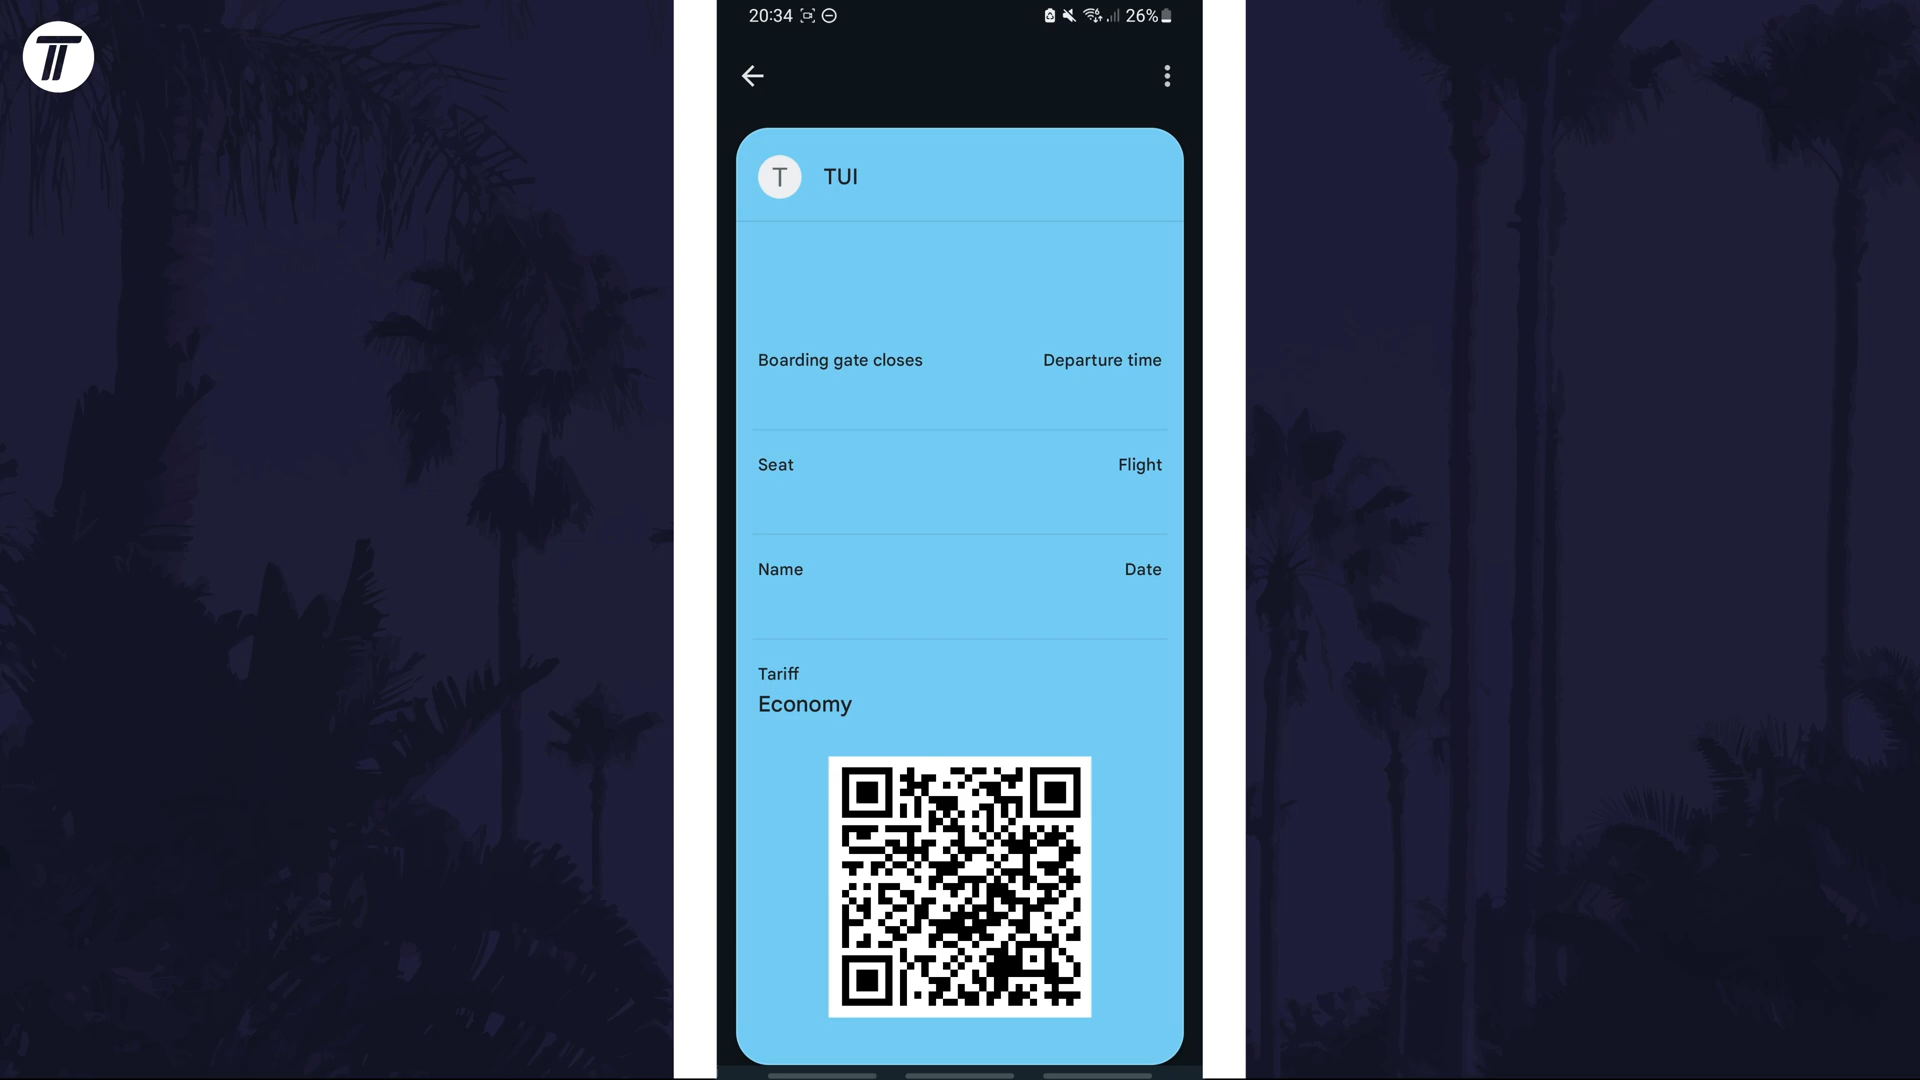 20:34 26%
T TUI
Boarding gate closes Departure time
Seat Flight
Name Date
Tariff
Economy